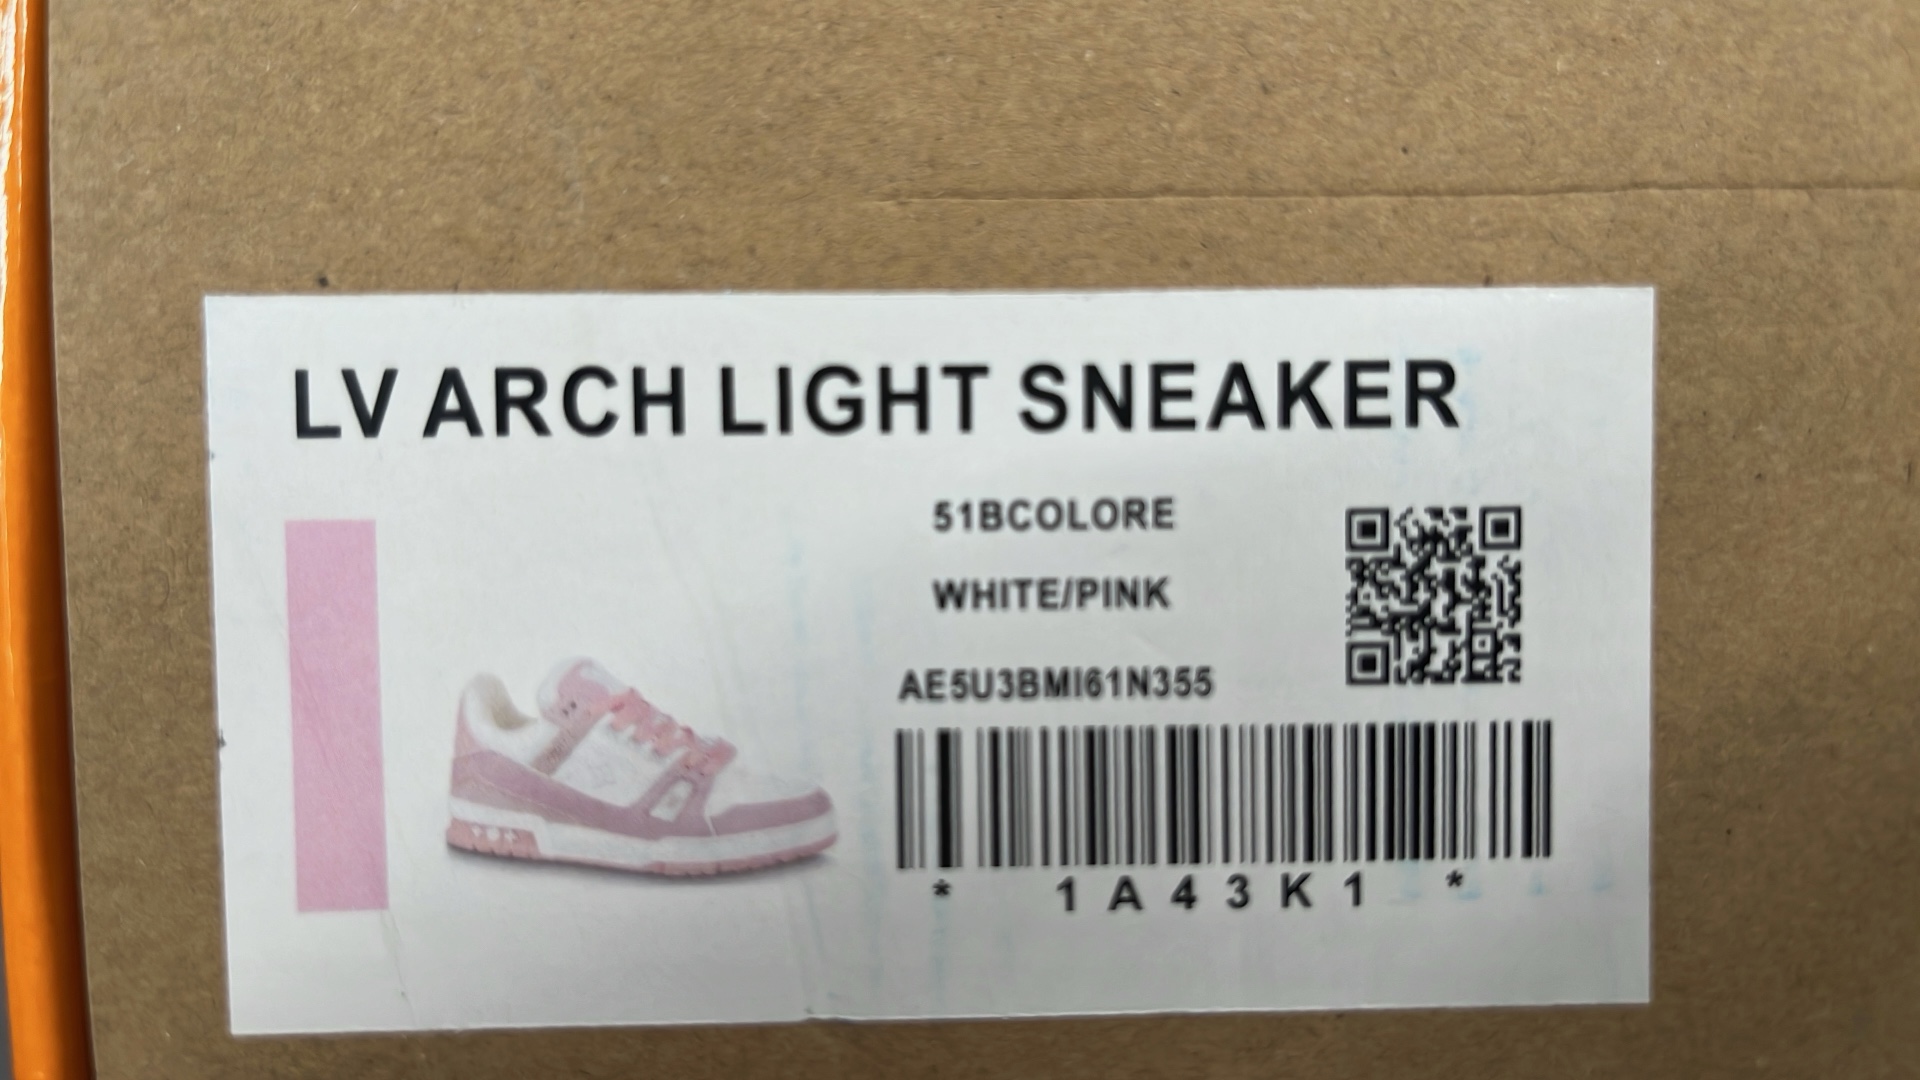 LV ARCH LIGHT SNEAKER
51BCOLORE
WHITE/PINK
AE5U3BMI61N355
* 1A43K1 *